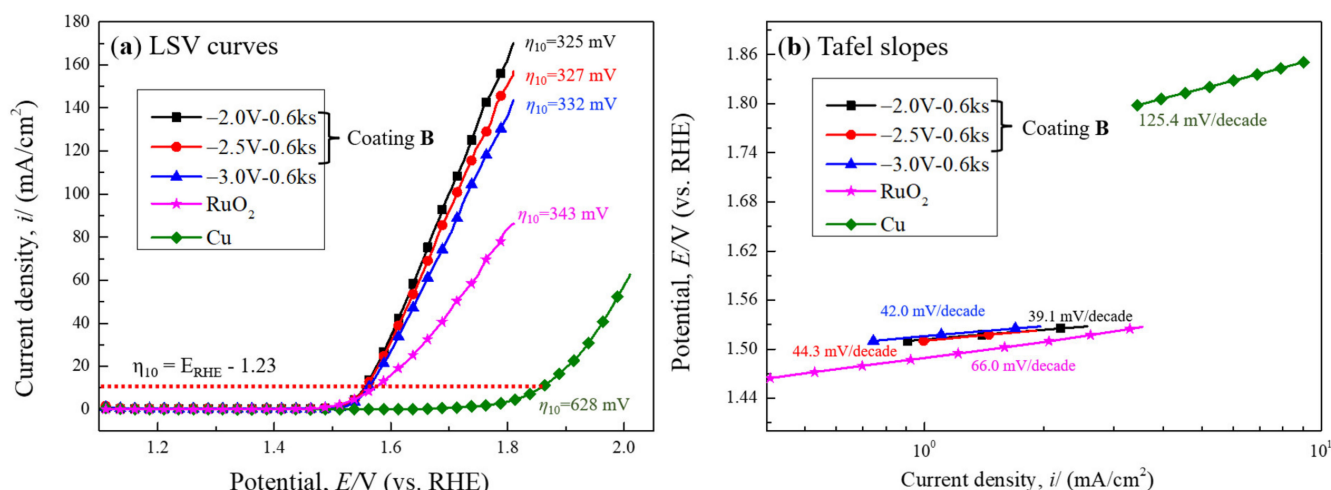 (a) LSV curves
η₁₀=325 mV
η₁₀=327 mV
η₁₀=332 mV
−2.0V-0.6ks
−2.5V-0.6ks
Coating B
−3.0V-0.6ks
RuO₂
Cu
η₁₀=343 mV
η₁₀ = E_RHE - 1.23
η₁₀=628 mV
180
160
140
120
100
80
60
40
20
0
1.2
1.4
1.6
1.8
2.0
Current density, i/ (mA/cm²)
Potential, E/V (vs. RHE)
(b) Tafel slopes
−2.0V-0.6ks
−2.5V-0.6ks
Coating B
−3.0V-0.6ks
RuO₂
Cu
125.4 mV/decade
42.0 mV/decade
39.1 mV/decade
44.3 mV/decade
66.0 mV/decade
1.86
1.80
1.74
1.68
1.62
1.56
1.50
1.44
10⁰
10¹
Potential, E/V (vs. RHE)
Current density, i/ (mA/cm²)